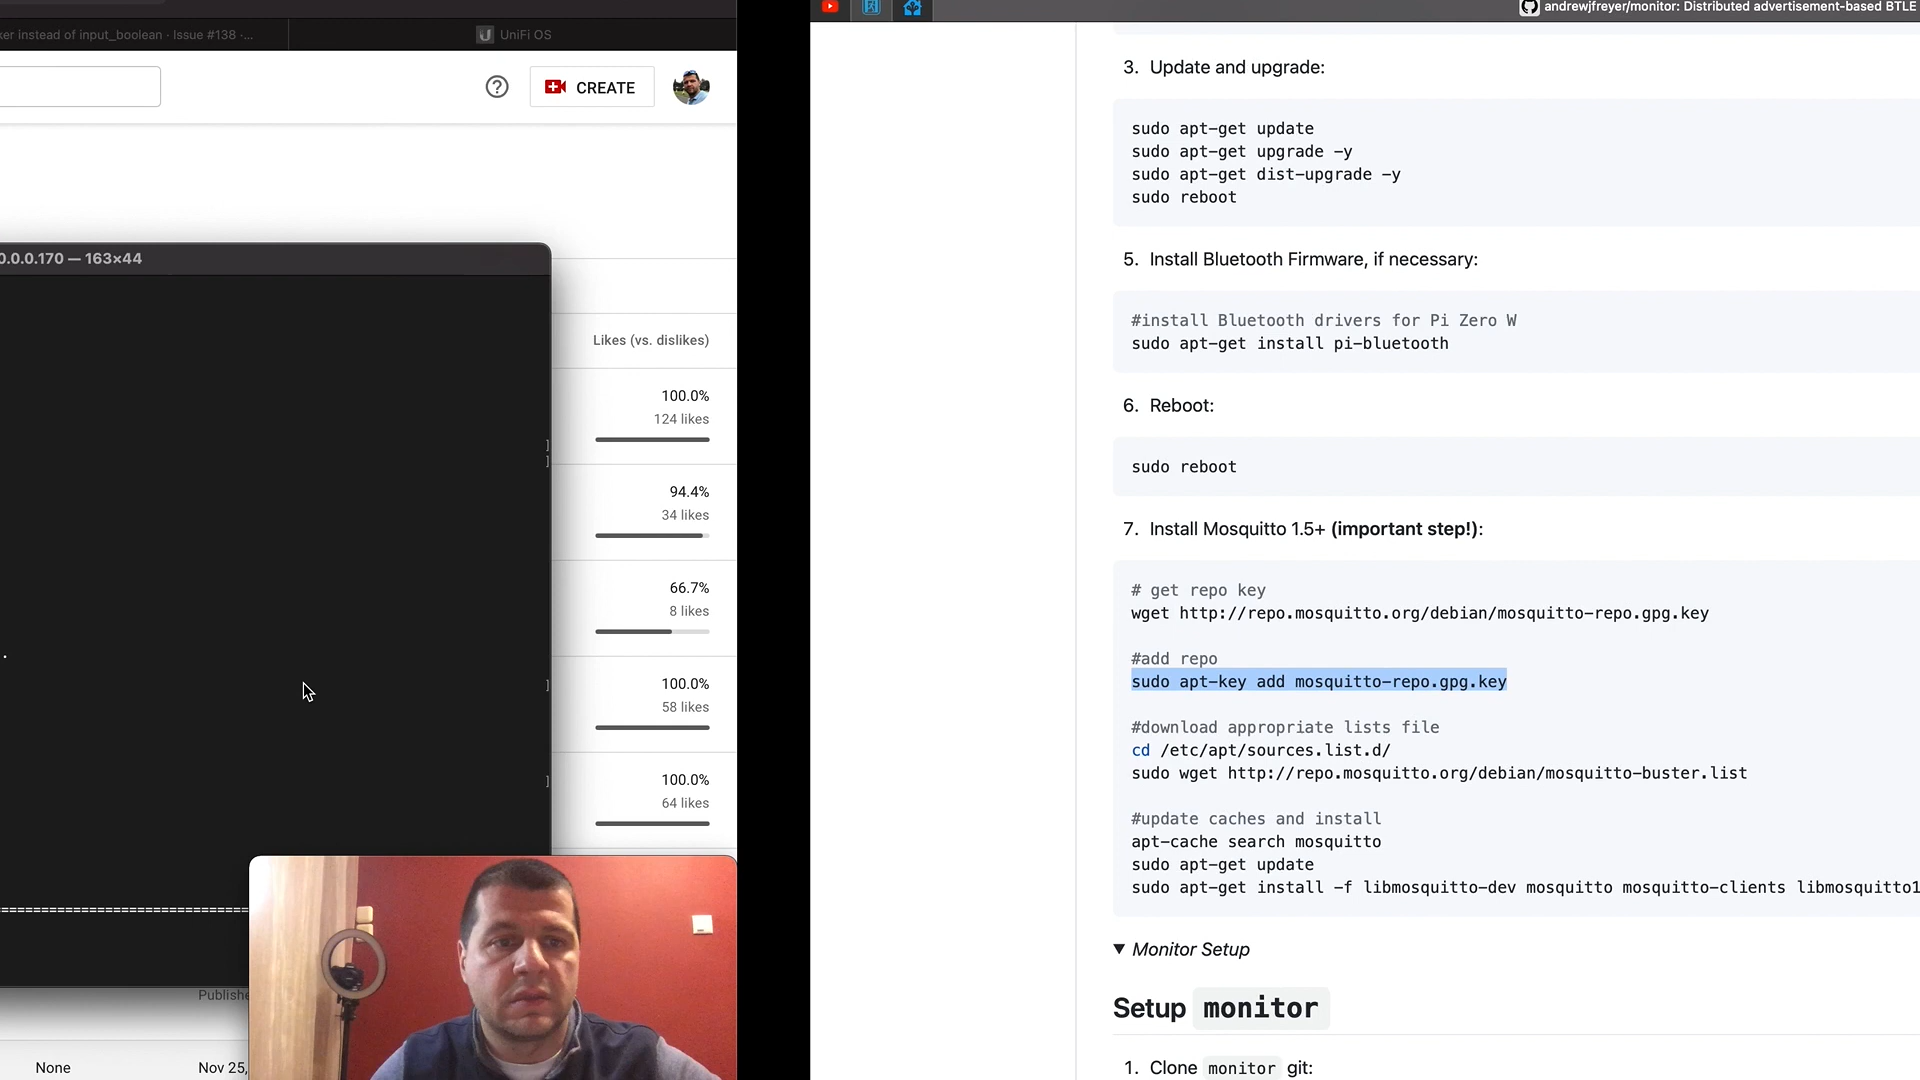 ker instead of input_boolean · Issue #138 ·...
UniFi OS
CREATE
0.0.0.170 — 163×44
Likes (vs. dislikes)
100.0%
124 likes
94.4%
34 likes
66.7%
8 likes
100.0%
58 likes
100.0%
64 likes
]
]
.
]
]
================================
Publishe
None
Nov 25,
andrewjfreyer/monitor: Distributed advertisement-based BTLE
3. Update and upgrade:
sudo apt-get update
sudo apt-get upgrade -y
sudo apt-get dist-upgrade -y
sudo reboot
5. Install Bluetooth Firmware, if necessary:
#install Bluetooth drivers for Pi Zero W
sudo apt-get install pi-bluetooth
6. Reboot:
sudo reboot
7. Install Mosquitto 1.5+ (important step!):
# get repo key
wget http://repo.mosquitto.org/debian/mosquitto-repo.gpg.key
#add repo
sudo apt-key add mosquitto-repo.gpg.key
#download appropriate lists file
cd /etc/apt/sources.list.d/
sudo wget http://repo.mosquitto.org/debian/mosquitto-buster.list
#update caches and install
apt-cache search mosquitto
sudo apt-get update
sudo apt-get install -f libmosquitto-dev mosquitto mosquitto-clients libmosquitto1
▼ Monitor Setup
Setup monitor
1. Clone monitor git: